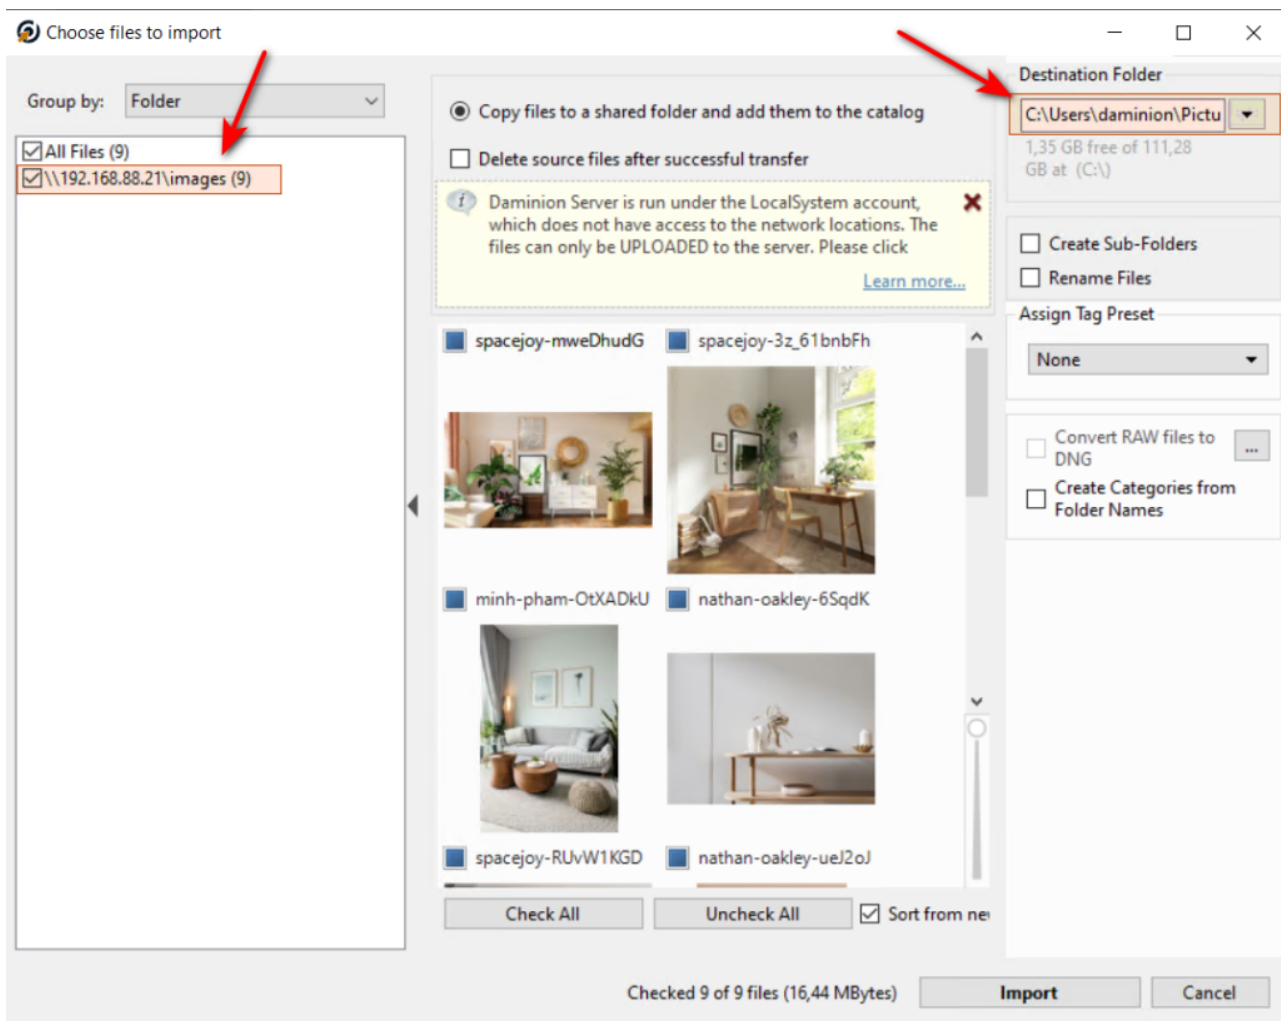 Choose files to import
Group by:
Folder
All Files (9)
\\192.168.88.21\images (9)
Copy files to a shared folder and add them to the catalog
Delete source files after successful transfer
Daminion Server is run under the LocalSystem account,
which does not have access to the network locations. The
files can only be UPLOADED to the server. Please click
Learn more...
spacejoy-mweDhudG
spacejoy-3z_61bnbFh
minh-pham-OtXADkU
nathan-oakley-6SqdK
spacejoy-RUvW1KGD
nathan-oakley-ueJ2oJ
Check All
Uncheck All
Sort from
Destination Folder
C:\Users\daminion\Pictu
1,35 GB free of 111,28
GB at (C:\)
Create Sub-Folders
Rename Files
Assign Tag Preset
None
Convert RAW files to
DNG
...
Create Categories from
Folder Names
Checked 9 of 9 files (16,44 MBytes)
Import
Cancel